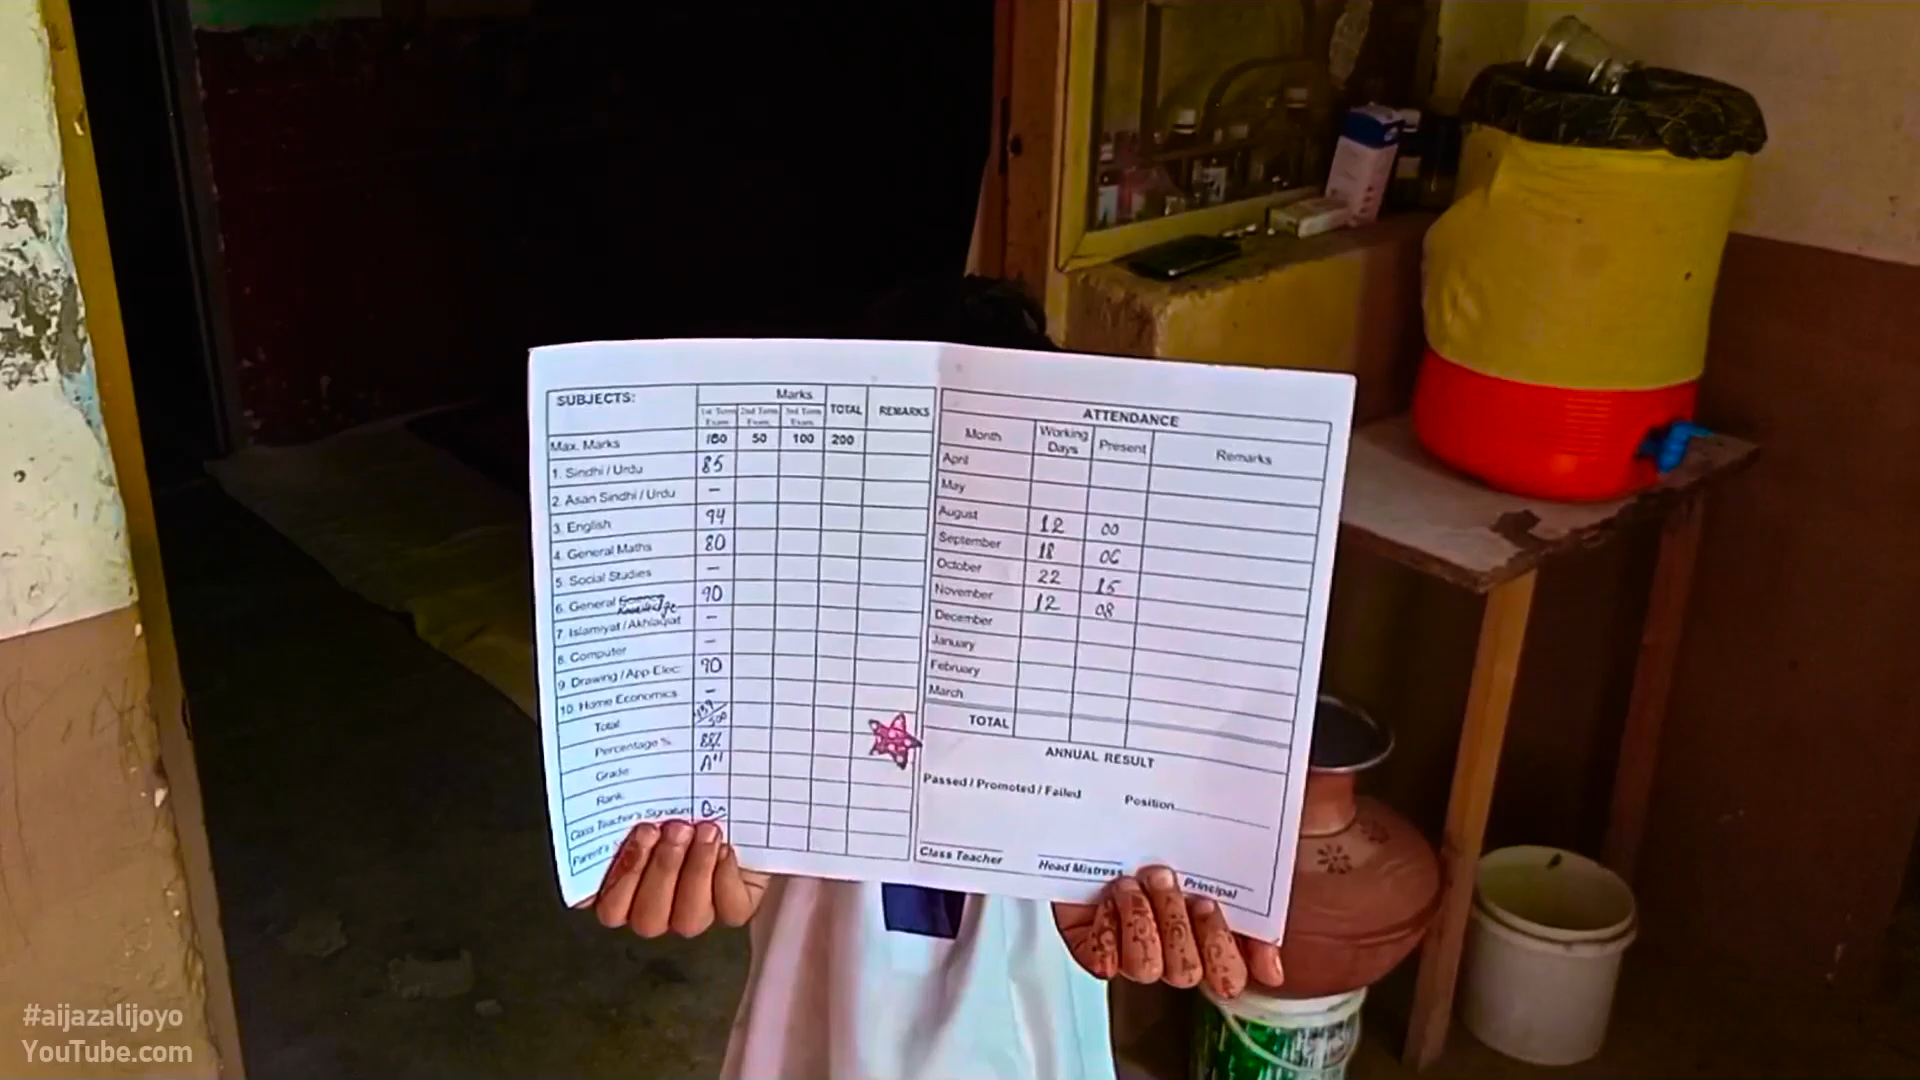 SUBJECTS: Marks TOTAL REMARKS
1st Term Exam. 2nd Term Exam. 3rd Term Exam.
Max. Marks 100 50 100 200
1. Sindhi / Urdu 85
2. Asan Sindhi / Urdu –
3. English 94
4. General Maths 80
5. Social Studies –
6. General Science Knowledge 90
7. Islamiyat / Akhlaqiat –
8. Computer –
9. Drawing / App Elec: 90
10. Home Economics –
Total 439/500
Percentage % 88%
Grade A"
Rank
Class Teacher's Signature
Parent's
ATTENDANCE
Month Working Days Present Remarks
April
May
August 12 00
September 18 06
October 22 15
November 12 08
December
January
February
March
TOTAL
ANNUAL RESULT
Passed / Promoted / Failed Position
Class Teacher Head Mistress Principal
#aijazalijoyo
YouTube.com